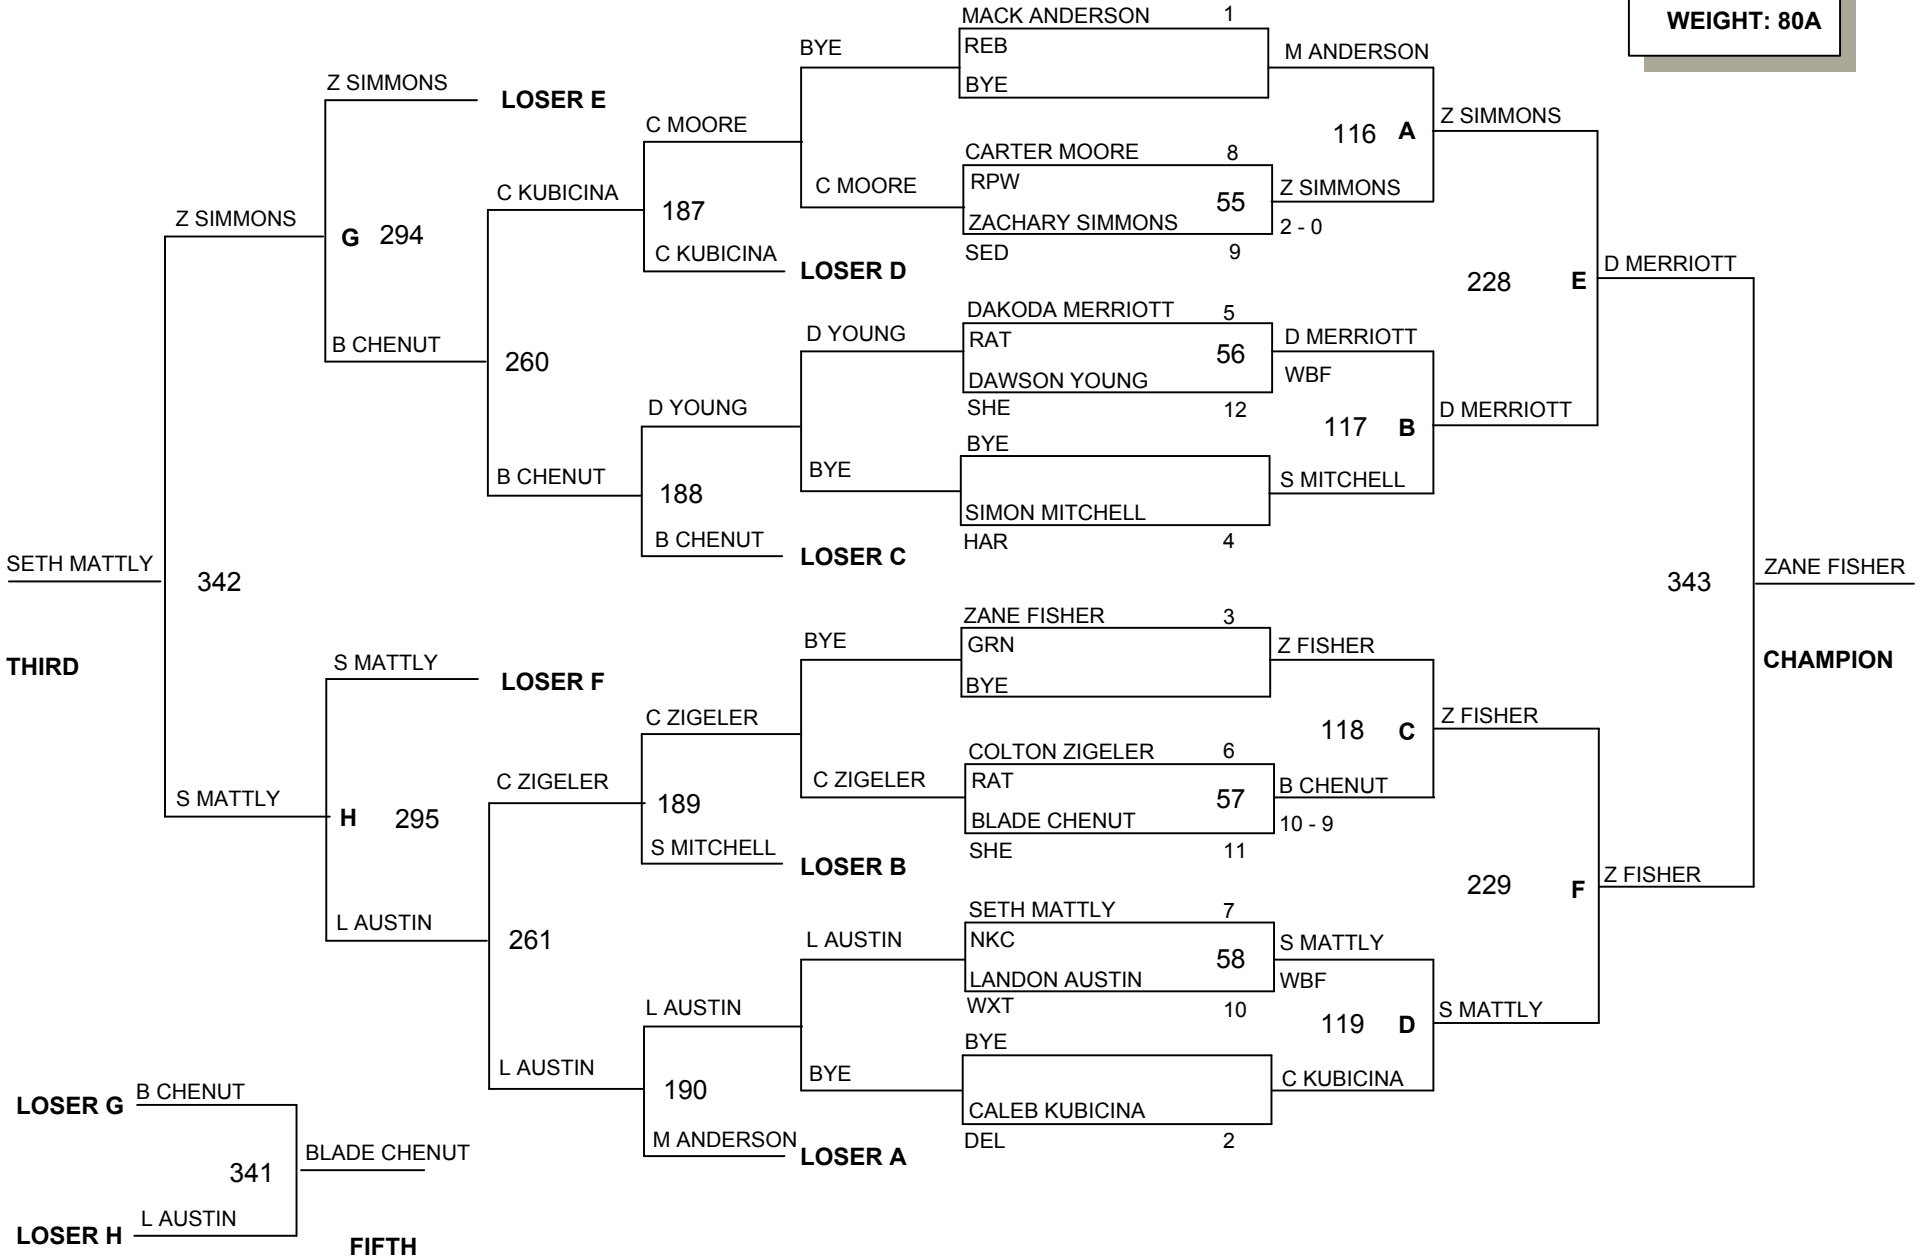 WEIGHT: 80A
MACK ANDERSON 1
REB
BYE
BYE
M ANDERSON
Z SIMMONS
LOSER E
C MOORE
116 A
Z SIMMONS
CARTER MOORE 8
RPW
55
ZACHARY SIMMONS
SED 9
C MOORE
Z SIMMONS
2 - 0
C KUBICINA
187
C KUBICINA
LOSER D
Z SIMMONS
G 294
228 E
D MERRIOTT
DAKODA MERRIOTT 5
RAT
56
DAWSON YOUNG
SHE 12
D YOUNG
D MERRIOTT
WBF
B CHENUT
260
D YOUNG
117 B
D MERRIOTT
BYE
BYE
SIMON MITCHELL
HAR 4
S MITCHELL
B CHENUT
188
B CHENUT
LOSER C
SETH MATTLY
342
343
ZANE FISHER
THIRD
CHAMPION
ZANE FISHER 3
GRN
BYE
BYE
Z FISHER
S MATTLY
LOSER F
C ZIGELER
118 C
Z FISHER
COLTON ZIGELER 6
RAT
57
BLADE CHENUT
SHE 11
C ZIGELER
B CHENUT
10 - 9
C ZIGELER
189
S MITCHELL
LOSER B
S MATTLY
H 295
229 F
Z FISHER
SETH MATTLY 7
NKC
58
LANDON AUSTIN
WXT 10
L AUSTIN
S MATTLY
WBF
L AUSTIN
261
L AUSTIN
119 D
S MATTLY
BYE
BYE
CALEB KUBICINA
DEL 2
C KUBICINA
L AUSTIN
190
M ANDERSON
LOSER A
LOSER G B CHENUT
341
BLADE CHENUT
LOSER H L AUSTIN
FIFTH